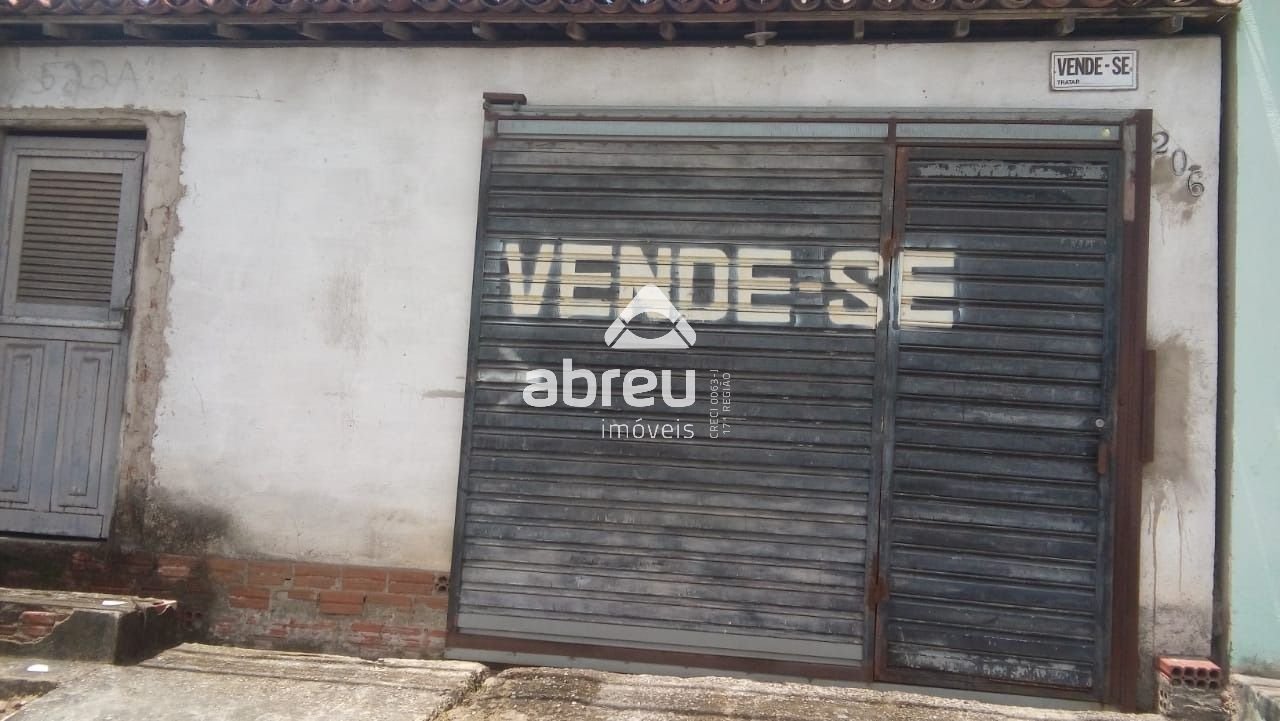 VENDE-SE
TRATAR
206
VENDE-SE
abreu
imóveis
CRECI 0063-J
17ª REGIÃO